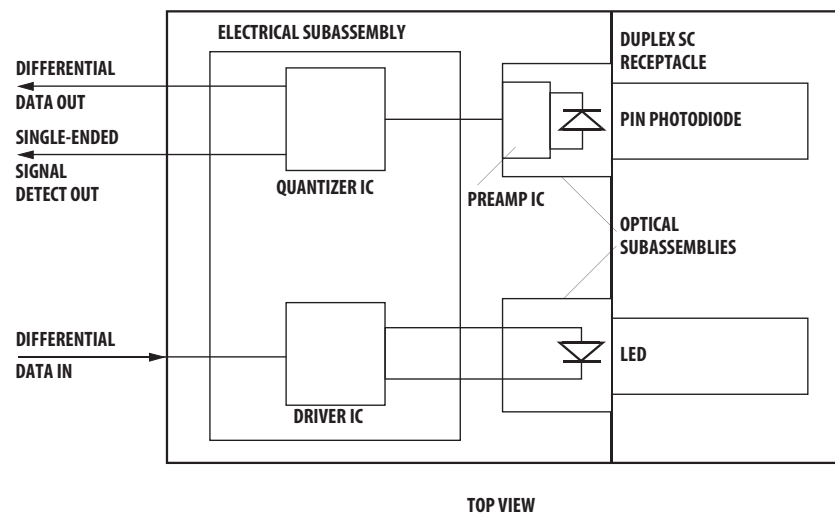 ELECTRICAL SUBASSEMBLY
DUPLEX SC
RECEPTACLE
DIFFERENTIAL
DATA OUT
PIN PHOTODIODE
SINGLE-ENDED
SIGNAL
DETECT OUT
QUANTIZER IC
PREAMP IC
OPTICAL
SUBASSEMBLIES
DIFFERENTIAL
DATA IN
LED
DRIVER IC
TOP VIEW